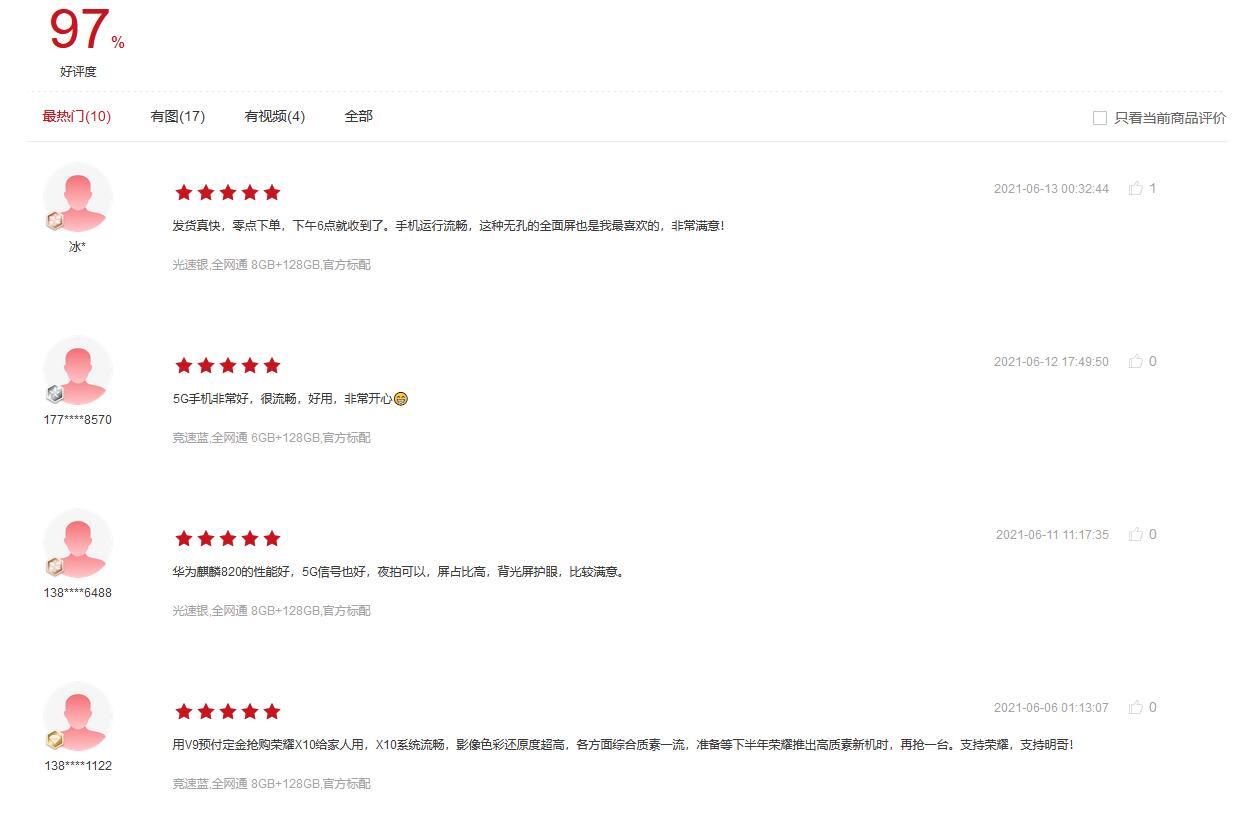 97%
好评度
最热门(10) 有图(17) 有视频(4) 全部 只看当前商品评价
2021-06-13 00:32:44 1
发货真快，零点下单，下午6点就收到了。手机运行流畅，这种无孔的全面屏也是我最喜欢的，非常满意！
冰*
光速银,全网通 8GB+128GB,官方标配
2021-06-12 17:49:50 0
5G手机非常好，很流畅，好用，非常开心😁
177****8570
竞速蓝,全网通 6GB+128GB,官方标配
2021-06-11 11:17:35 0
华为麒麟820的性能好，5G信号也好，夜拍可以，屏占比高，背光屏护眼，比较满意。
138****6488
光速银,全网通 8GB+128GB,官方标配
2021-06-06 01:13:07 0
用V9预付定金抢购荣耀X10给家人用，X10系统流畅，影像色彩还原度超高，各方面综合质素一流，准备等下半年荣耀推出高质素新机时，再抢一台。支持荣耀，支持明哥！
138****1122
竞速蓝,全网通 8GB+128GB,官方标配